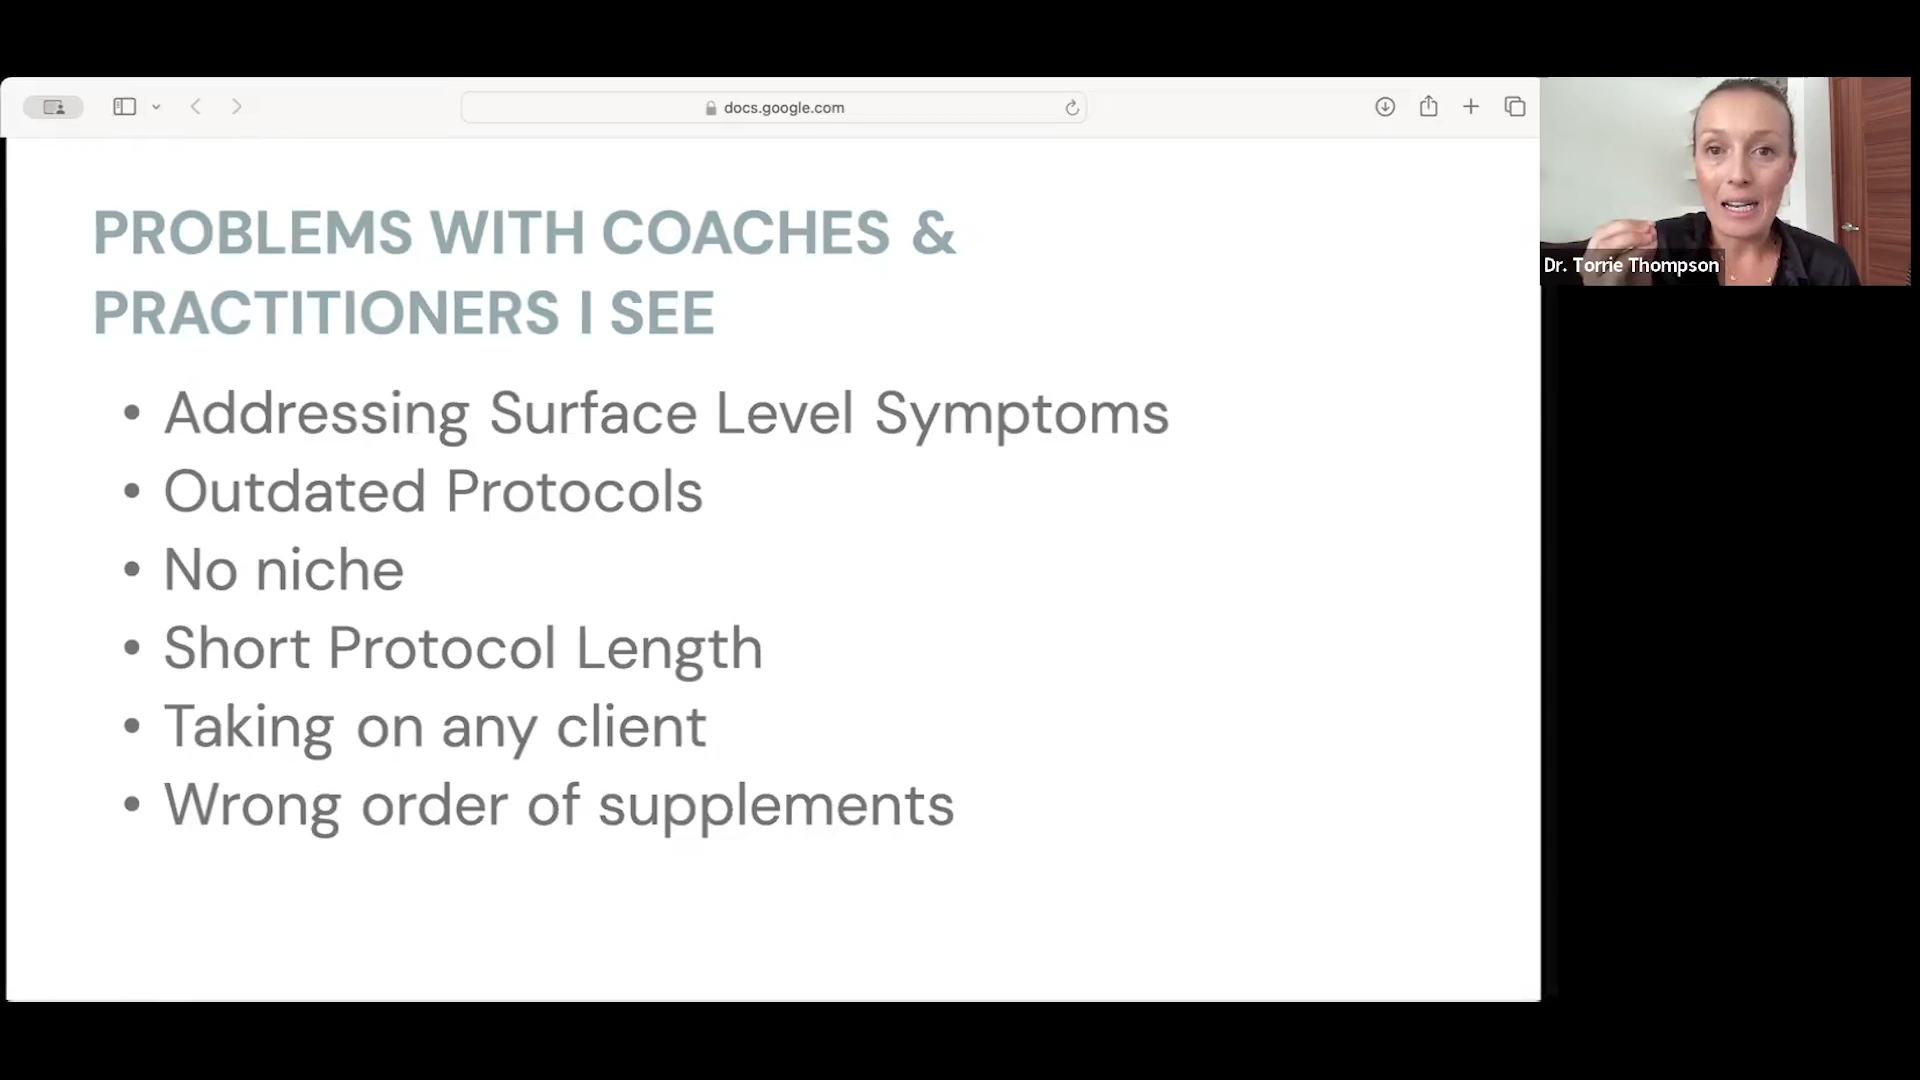 docs.google.com
PROBLEMS WITH COACHES &
PRACTITIONERS I SEE
• Addressing Surface Level Symptoms
• Outdated Protocols
• No niche
• Short Protocol Length
• Taking on any client
• Wrong order of supplements
Dr. Torrie Thompson